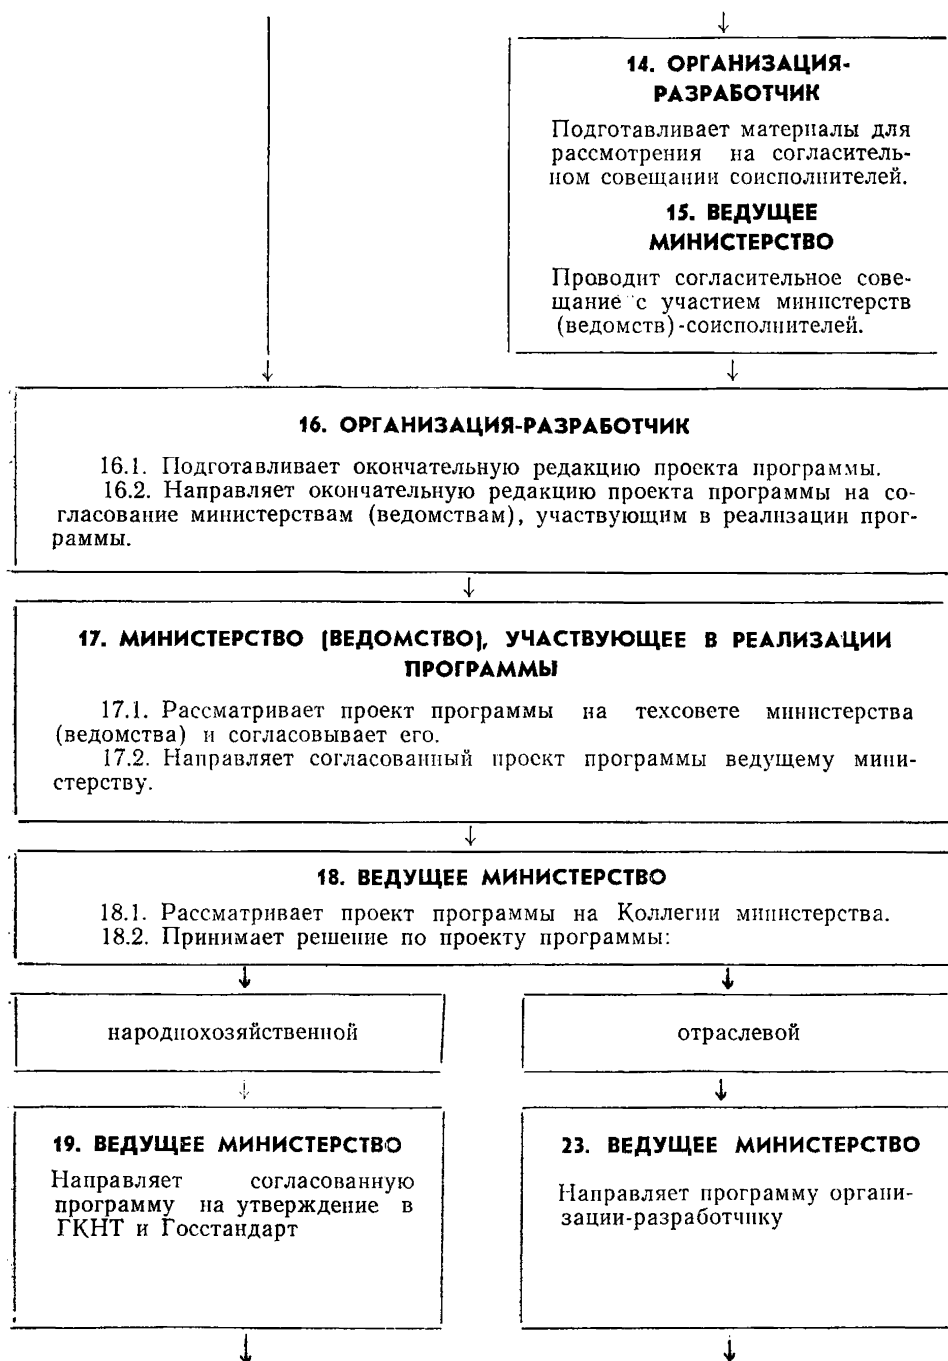 14. ОРГАНИЗАЦИЯ-
РАЗРАБОТЧИК
Подготавливает материалы для
рассмотрения на согласитель-
ном совещании соисполнителей.
15. ВЕДУЩЕЕ
МИНИСТЕРСТВО
Проводит согласительное сове-
щание с участием министерств
(ведомств)-соисполнителей.
16. ОРГАНИЗАЦИЯ-РАЗРАБОТЧИК
16.1. Подготавливает окончательную редакцию проекта программы.
16.2. Направляет окончательную редакцию проекта программы на со-
гласование министерствам (ведомствам), участвующим в реализации прог-
раммы.
17. МИНИСТЕРСТВО (ВЕДОМСТВО), УЧАСТВУЮЩЕЕ В РЕАЛИЗАЦИИ
ПРОГРАММЫ
17.1. Рассматривает проект программы на техсовете министерства
(ведомства) и согласовывает его.
17.2. Направляет согласованный проект программы ведущему мини-
стерству.
18. ВЕДУЩЕЕ МИНИСТЕРСТВО
18.1. Рассматривает проект программы на Коллегии министерства.
18.2. Принимает решение по проекту программы:
народнохозяйственной
отраслевой
19. ВЕДУЩЕЕ МИНИСТЕРСТВО
Направляет согласованную
программу на утверждение в
ГКНТ и Госстандарт
23. ВЕДУЩЕЕ МИНИСТЕРСТВО
Направляет программу органи-
зации-разработчику